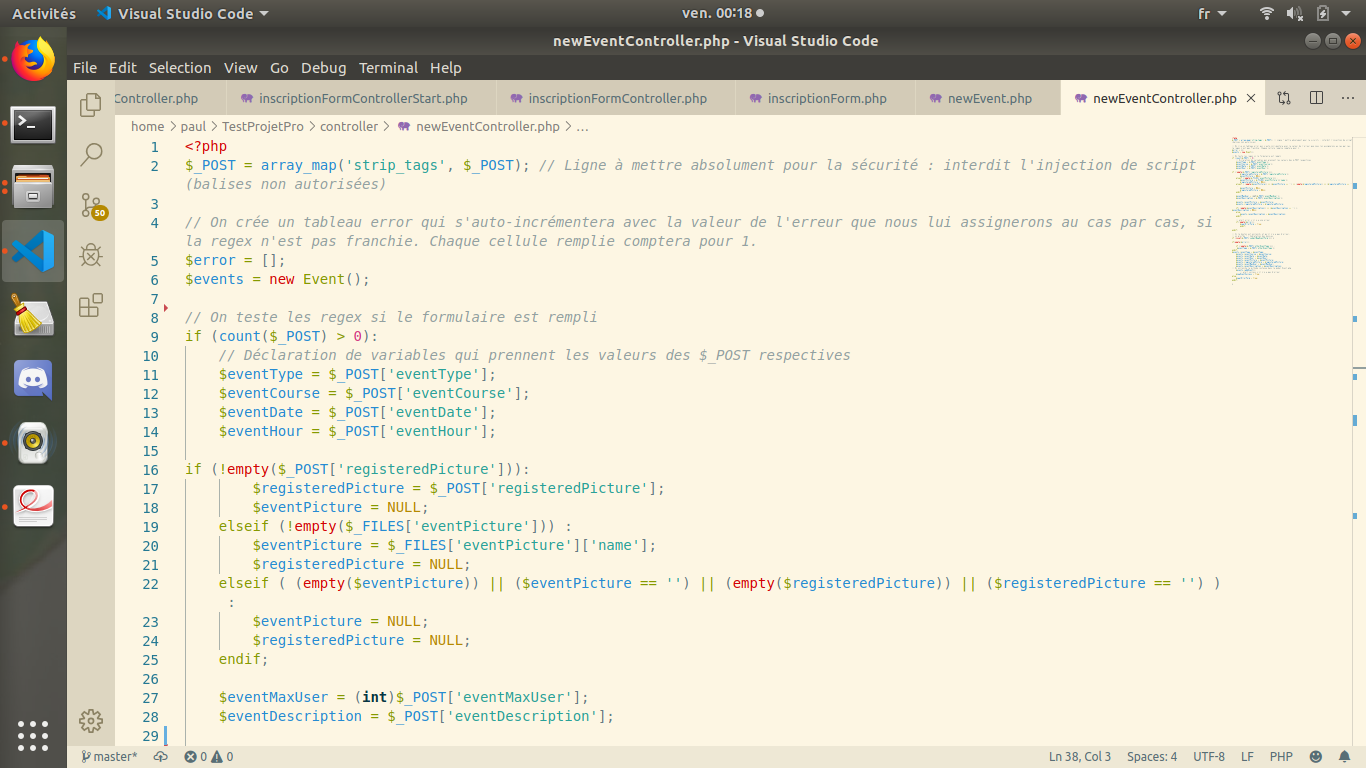 Activités Visual Studio Code ven. 00:18 fr
newEventController.php - Visual Studio Code
File Edit Selection View Go Debug Terminal Help
Controller.php inscriptionFormControllerStart.php inscriptionFormController.php inscriptionForm.php newEvent.php newEventController.php
home > paul > TestProjetPro > controller > newEventController.php > ...
1 <?php
2 $_POST = array_map('strip_tags', $_POST); // Ligne à mettre absolument pour la sécurité : interdit l'injection de script
(balises non autorisées)
3
4 // On crée un tableau error qui s'auto-incrémentera avec la valeur de l'erreur que nous lui assignerons au cas par cas, si
la regex n'est pas franchie. Chaque cellule remplie comptera pour 1.
5 $error = [];
6 $events = new Event();
7
8 // On teste les regex si le formulaire est rempli
9 if (count($_POST) > 0):
10     // Déclaration de variables qui prennent les valeurs des $_POST respectives
11     $eventType = $_POST['eventType'];
12     $eventCourse = $_POST['eventCourse'];
13     $eventDate = $_POST['eventDate'];
14     $eventHour = $_POST['eventHour'];
15
16 if (!empty($_POST['registeredPicture'])):
17         $registeredPicture = $_POST['registeredPicture'];
18         $eventPicture = NULL;
19     elseif (!empty($_FILES['eventPicture'])) :
20         $eventPicture = $_FILES['eventPicture']['name'];
21         $registeredPicture = NULL;
22     elseif ( (empty($eventPicture)) || ($eventPicture == '') || (empty($registeredPicture)) || ($registeredPicture == '') )
:
23         $eventPicture = NULL;
24         $registeredPicture = NULL;
25     endif;
26
27     $eventMaxUser = (int)$_POST['eventMaxUser'];
28     $eventDescription = $_POST['eventDescription'];
29
50
master* 0 0 Ln 38, Col 3 Spaces: 4 UTF-8 LF PHP